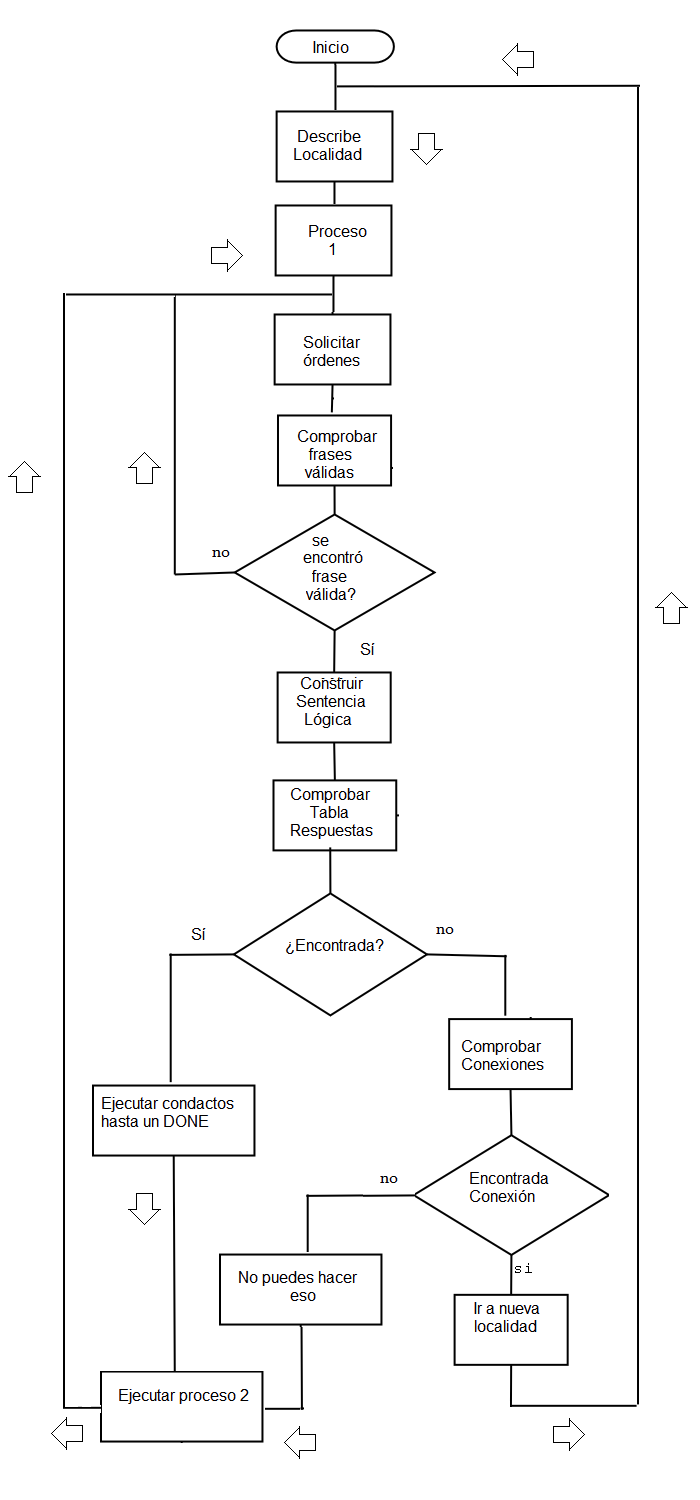 Inicio
Describe
Localidad
Proceso
1
Solicitar
órdenes
Comprobar
frases
válidas
se
encontró
frase
válida?
no
Sí
Construir
Sentencia
Lógica
Comprobar
Tabla
Respuestas
¿Encontrada?
Sí
no
Comprobar
Conexiones
Ejecutar condactos
hasta un DONE
Encontrada
Conexión
no
si
No puedes hacer
eso
Ir a nueva
localidad
Ejecutar proceso 2